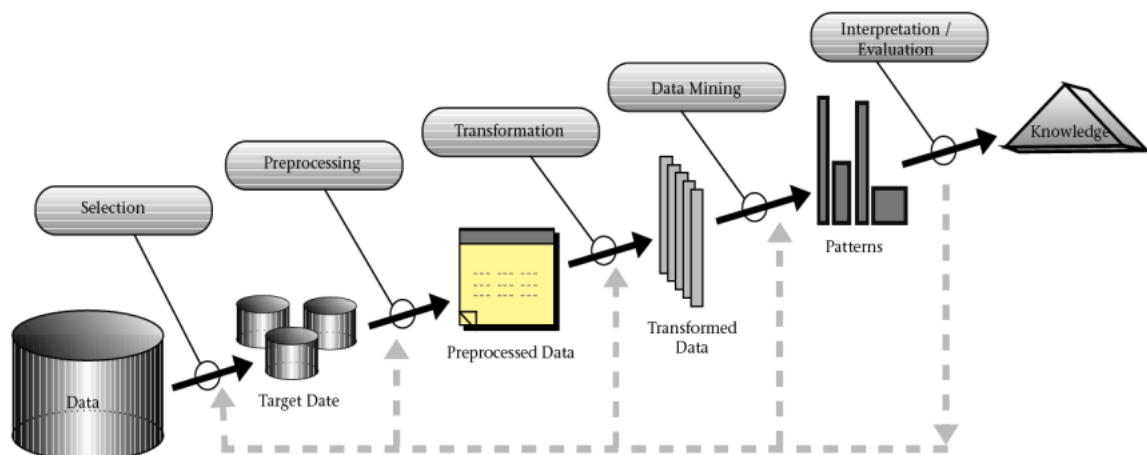 Interpretation /
Evaluation
Data Mining
Transformation
Preprocessing
Selection
Knowledge
Patterns
Transformed
Data
Preprocessed Data
Target Date
Data